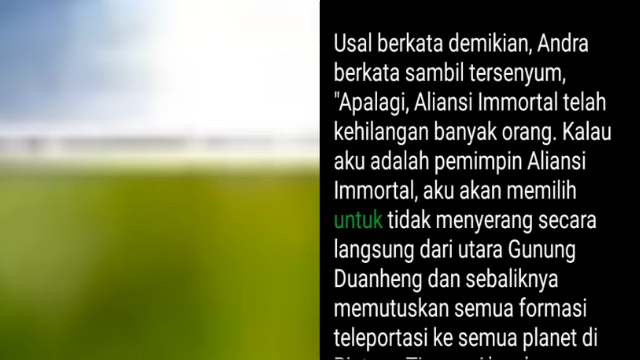 Usai berkata demikian, Andra
berkata sambil tersenyum,
"Apalagi, Aliansi Immortal telah
kehilangan banyak orang. Kalau
aku adalah pemimpin Aliansi
Immortal, aku akan memilih
untuk tidak menyerang secara
langsung dari utara Gunung
Duanheng dan sebaliknya
memutuskan semua formasi
teleportasi ke semua planet di